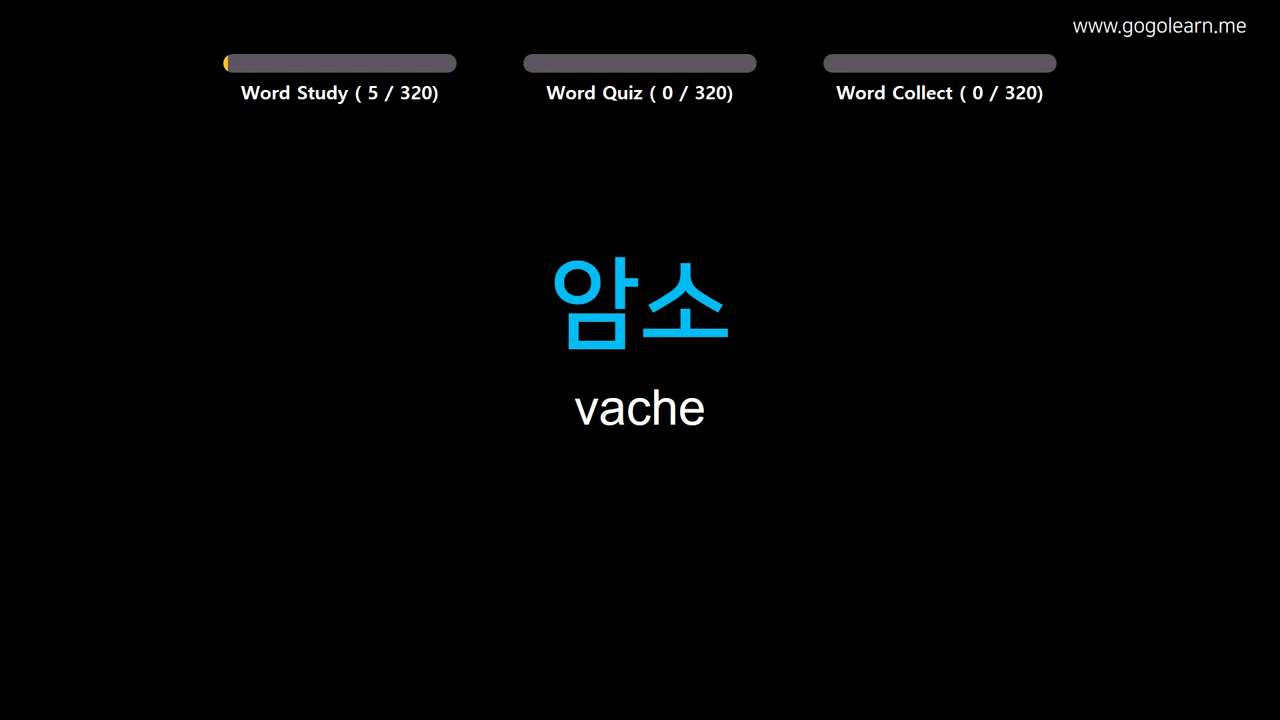 www.gogolearn.me
Word Study ( 5 / 320)
Word Quiz ( 0 / 320)
Word Collect ( 0 / 320)
암소
vache